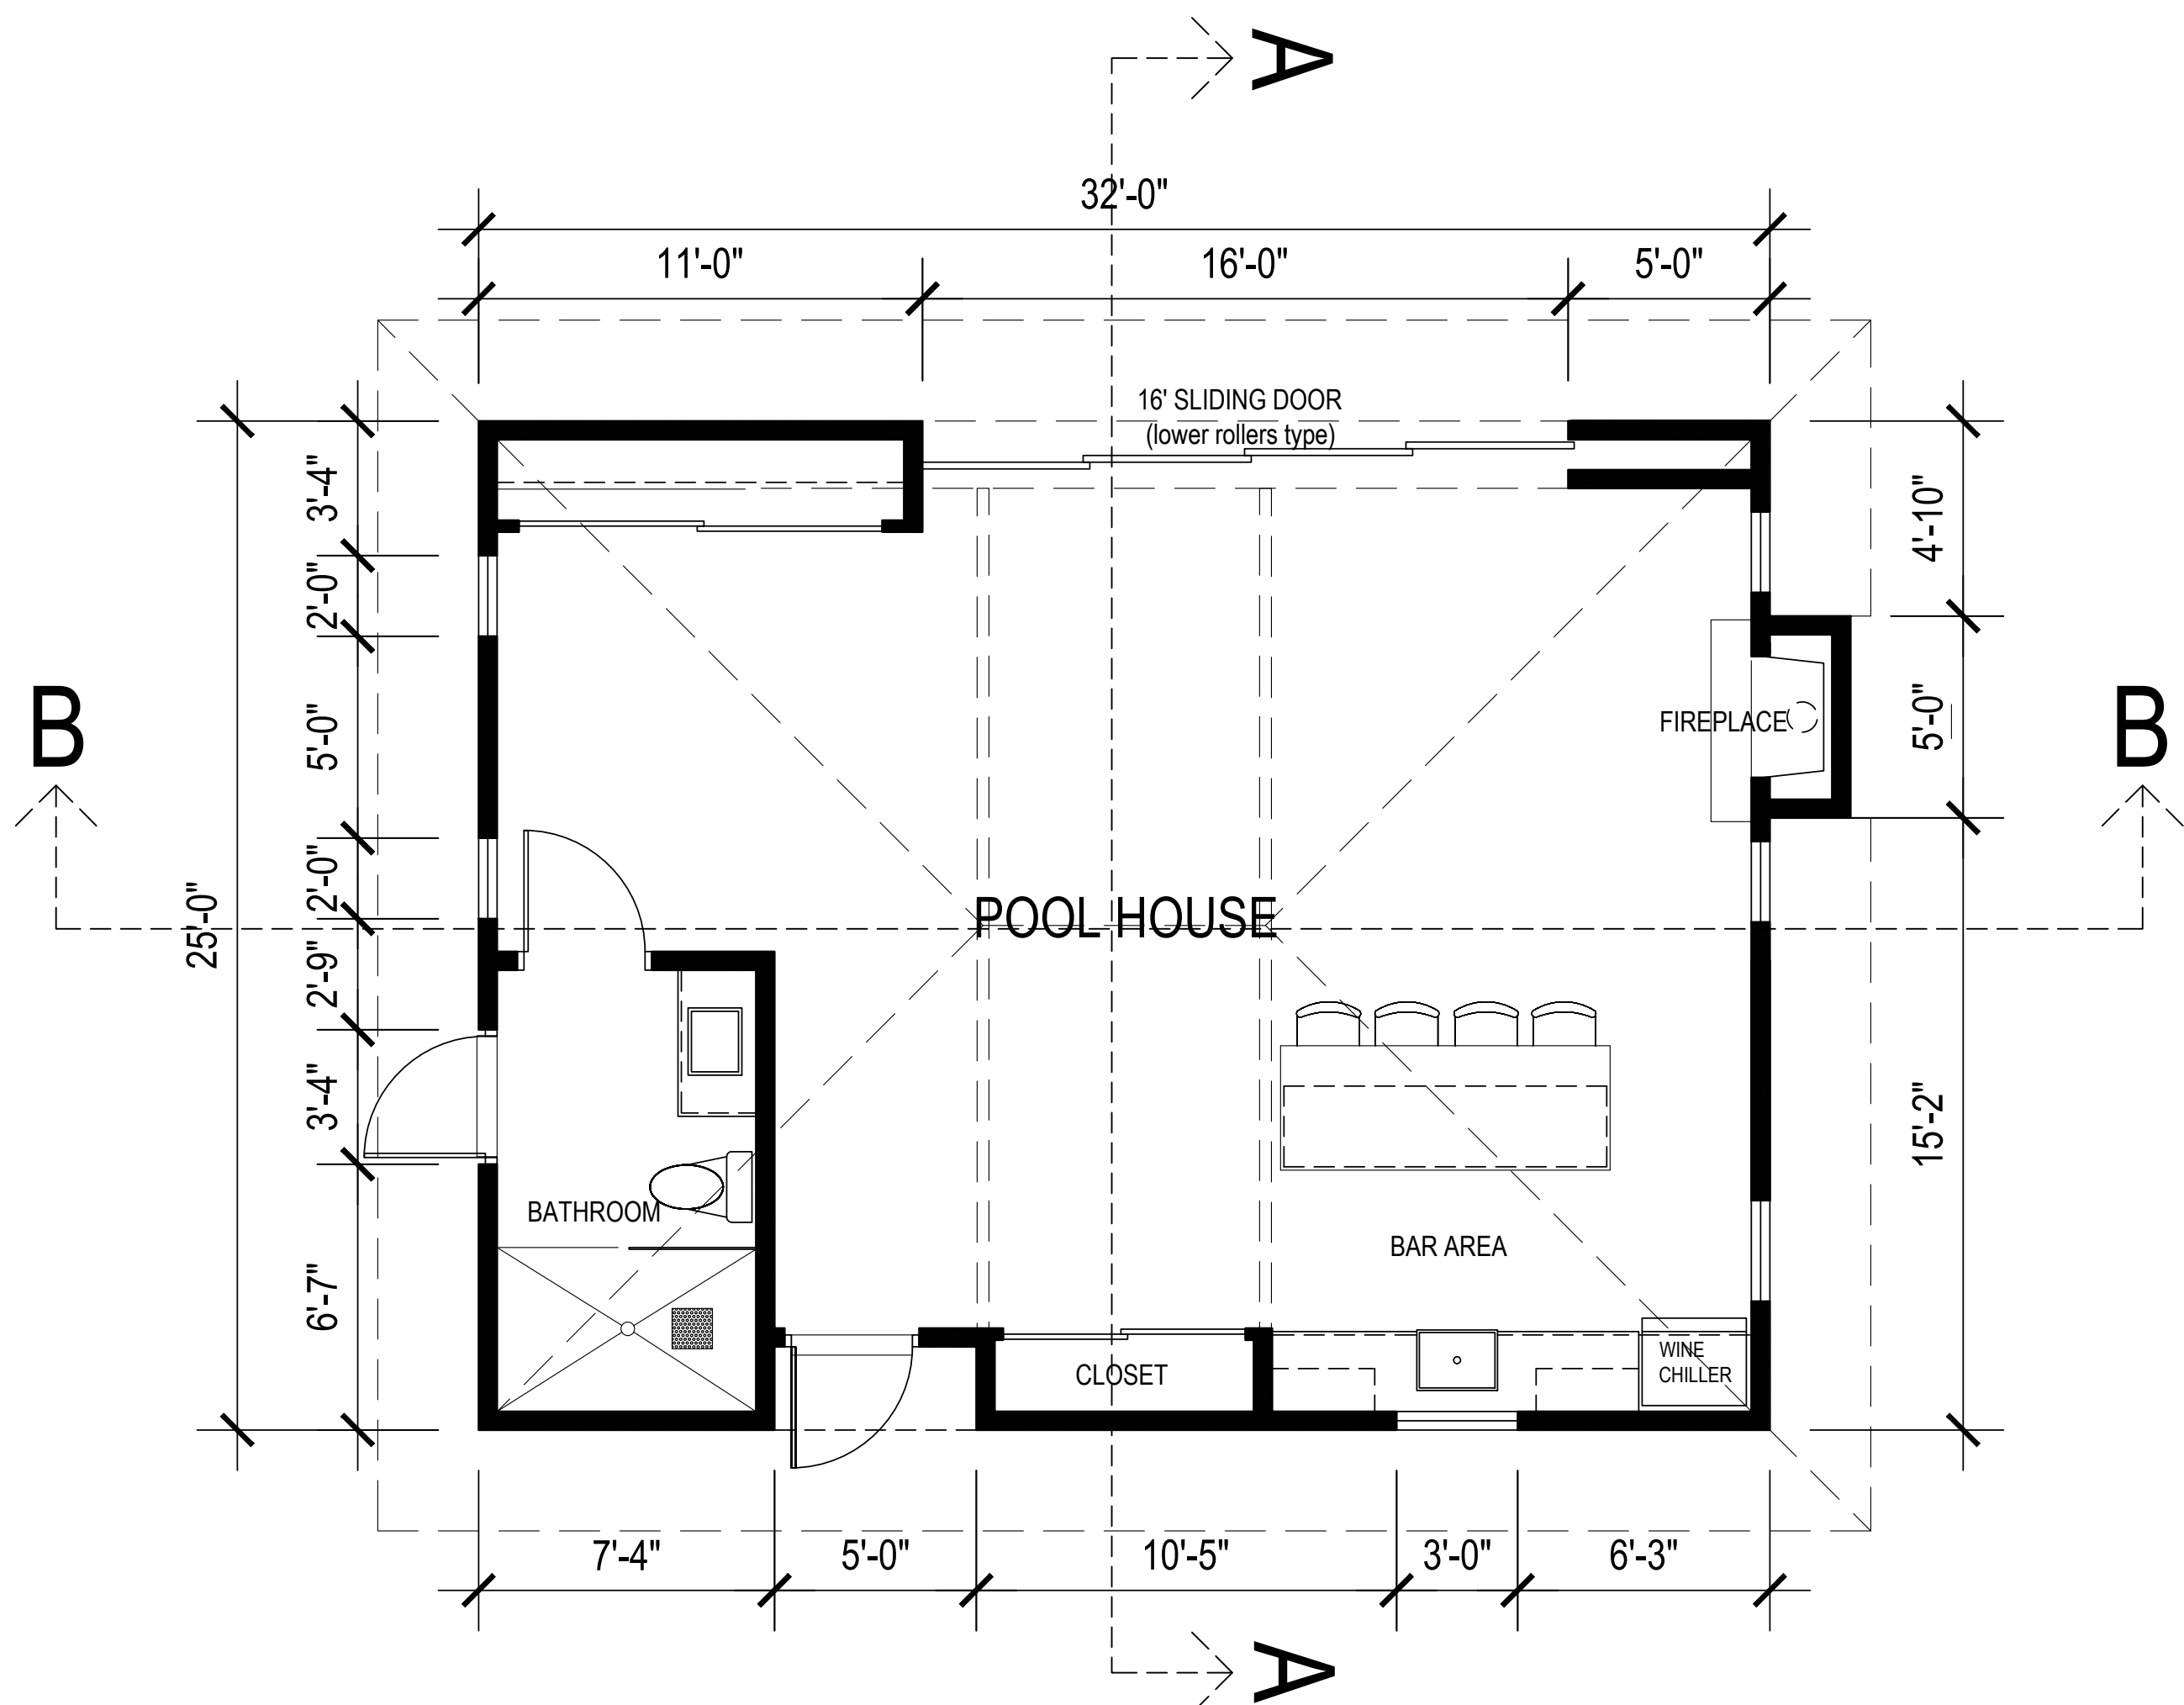 A
32'-0"
11'-0"
16'-0"
5'-0"
16' SLIDING DOOR
(lower rollers type)
3'-4"
2'-0"
5'-0"
2'-0"
2'-9"
3'-4"
6'-7"
25'-0"
4'-10"
5'-0"
15'-2"
B
B
FIREPLACE
POOL HOUSE
BATHROOM
BAR AREA
CLOSET
WINE
CHILLER
7'-4"
5'-0"
10'-5"
3'-0"
6'-3"
A